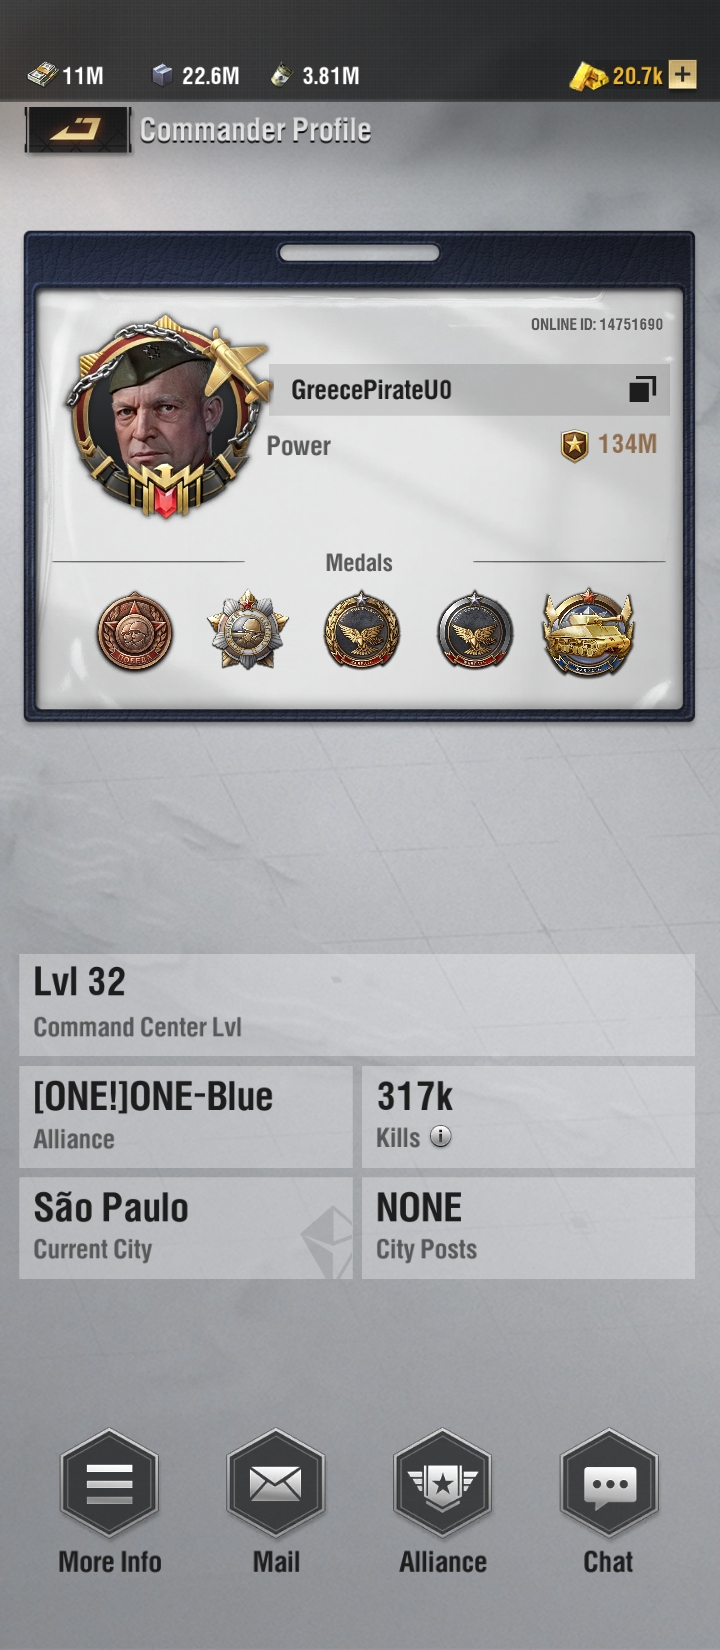 11M 22.6M 3.81M 20.7k
Commander Profile
ONLINE ID: 14751690
GreecePirateU0
Power 134M
Medals
Lvl 32
Command Center Lvl
[ONE!]ONE-Blue 317k
Alliance Kills
São Paulo NONE
Current City City Posts
More Info Mail Alliance Chat